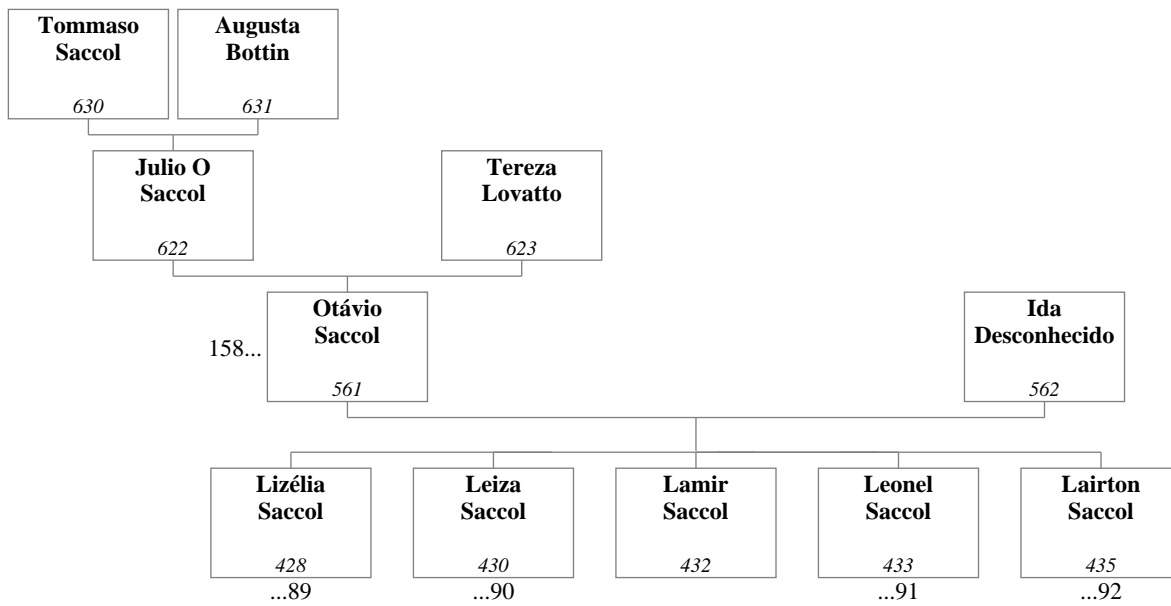 Tommaso
Saccol
630
Augusta
Bottin
631
Julio O
Saccol
622
Tereza
Lovatto
623
158...
Otávio
Saccol
561
Ida
Desconhecido
562
Lizélia
Saccol
428
...89
Leiza
Saccol
430
...90
Lamir
Saccol
432
Leonel
Saccol
433
...91
Lairton
Saccol
435
...92